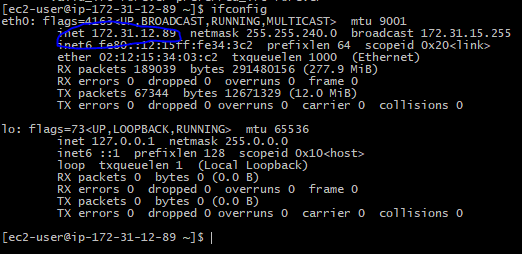 [ec2-user@ip-172-31-12-89 ~]$ ifconfig
eth0: flags=4163<UP,BROADCAST,RUNNING,MULTICAST>  mtu 9001
inet 172.31.12.89  netmask 255.255.240.0  broadcast 172.31.15.255
inet6 fe80::12:15ff:fe34:3c2  prefixlen 64  scopeid 0x20<link>
ether 02:12:15:34:03:c2  txqueuelen 1000  (Ethernet)
RX packets 189039  bytes 291480156 (277.9 MiB)
RX errors 0  dropped 0  overruns 0  frame 0
TX packets 67344  bytes 12671329 (12.0 MiB)
TX errors 0  dropped 0 overruns 0  carrier 0  collisions 0
lo: flags=73<UP,LOOPBACK,RUNNING>  mtu 65536
inet 127.0.0.1  netmask 255.0.0.0
inet6 ::1  prefixlen 128  scopeid 0x10<host>
loop  txqueuelen 1  (Local Loopback)
RX packets 0  bytes 0 (0.0 B)
RX errors 0  dropped 0  overruns 0  frame 0
TX packets 0  bytes 0 (0.0 B)
TX errors 0  dropped 0 overruns 0  carrier 0  collisions 0
[ec2-user@ip-172-31-12-89 ~]$